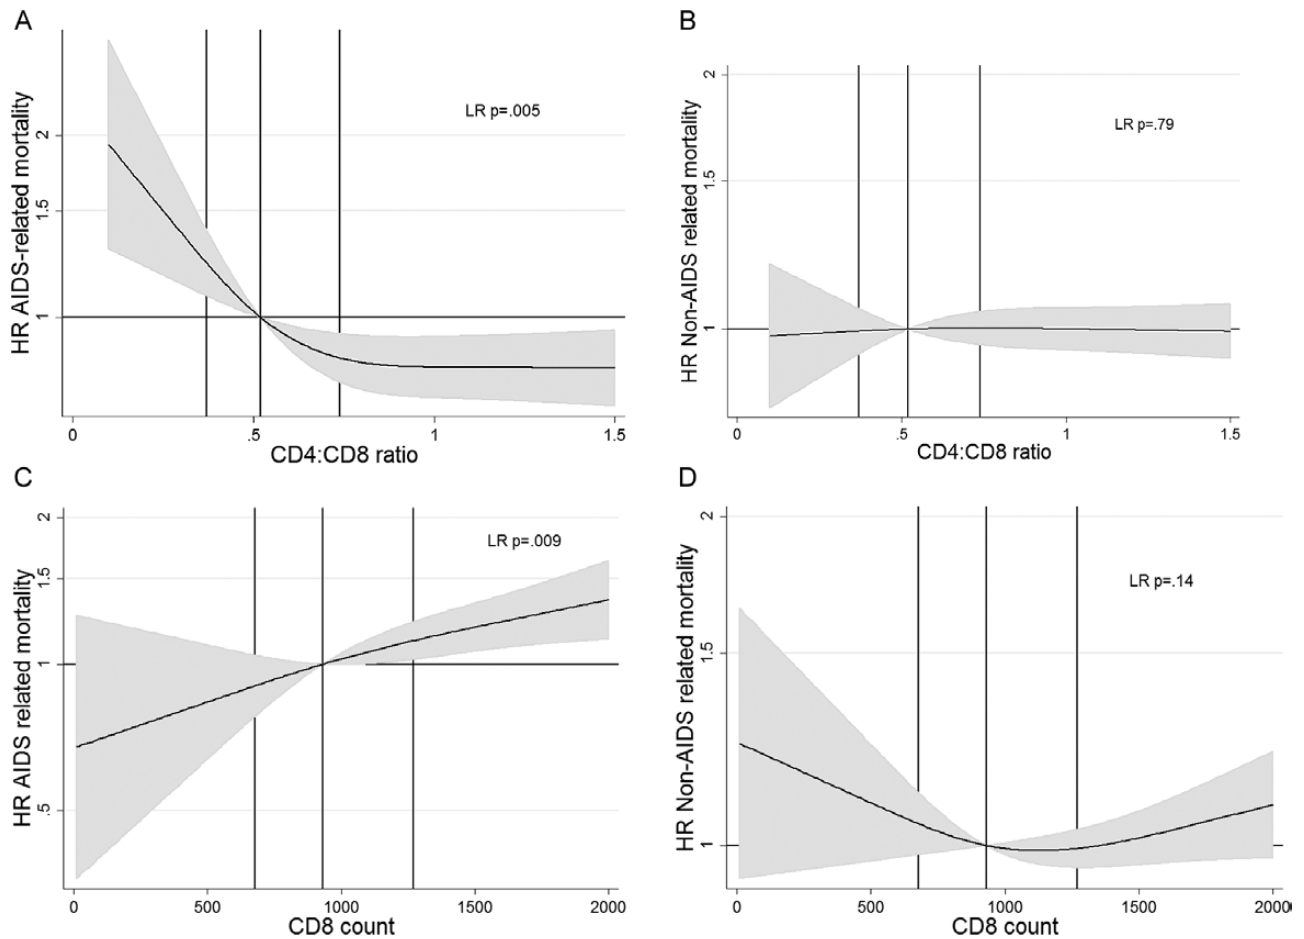 A
HR AIDS-related mortality
2
1.5
1
LR p=.005
0
.5
1
1.5
CD4:CD8 ratio
B
HR Non-AIDS related mortality
2
1.5
1
LR p=.79
0
.5
1
1.5
CD4:CD8 ratio
C
HR AIDS related mortality
2
1.5
1
.5
LR p=.009
0
500
1000
1500
2000
CD8 count
D
HR Non-AIDS related mortality
2
1.5
1
LR p=.14
0
500
1000
1500
2000
CD8 count